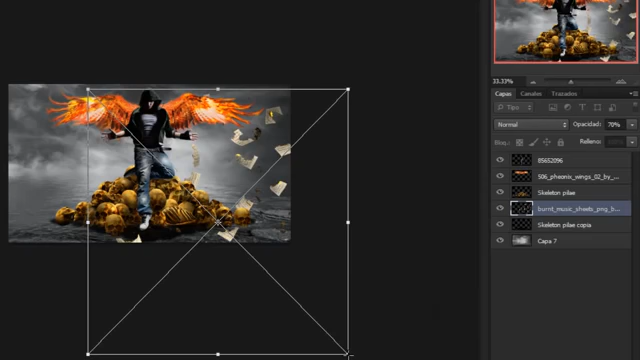 33.33%
Capas Canales Trazados
Tipo
Normal Opacidad: 70%
Bloq.: Relleno:
85652096
506_pheonix_wings_02_by_...
Skeleton pilae
burnt_music_sheets_png_b...
Skeleton pilae copia
Capa 7